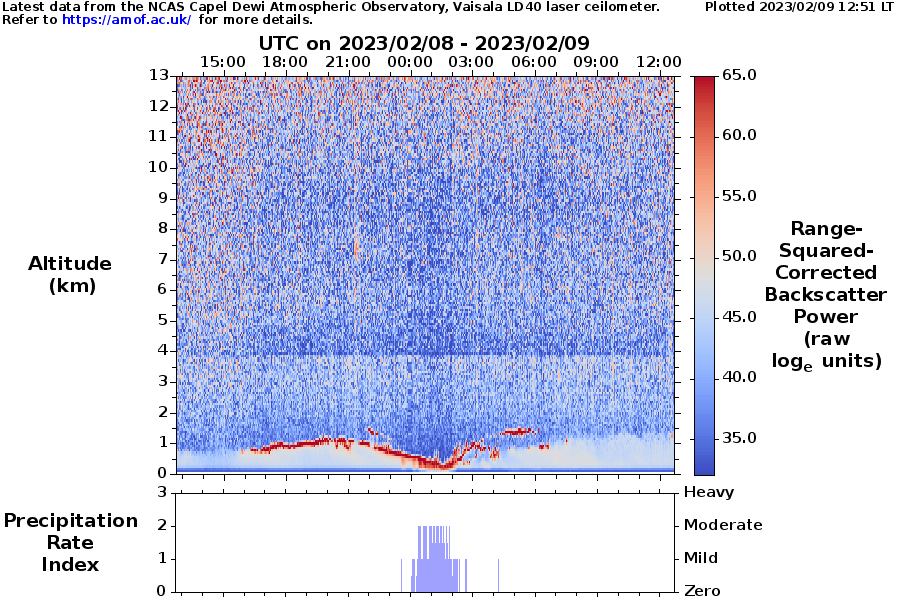 Latest data from the NCAS Capel Dewi Atmospheric Observatory, Vaisala LD40 laser ceilometer.
Plotted 2023/02/09 12:51 LT
Refer to https://amof.ac.uk/ for more details.
UTC on 2023/02/08 - 2023/02/09
15:00 18:00 21:00 00:00 03:00 06:00 09:00 12:00
13
12
11
10
9
8
7
6
5
4
3
2
1
0
Altitude
(km)
65.0
60.0
55.0
50.0
45.0
40.0
35.0
Range-
Squared-
Corrected
Backscatter
Power
(raw
loge units)
3
2
1
0
Precipitation
Rate
Index
Heavy
Moderate
Mild
Zero